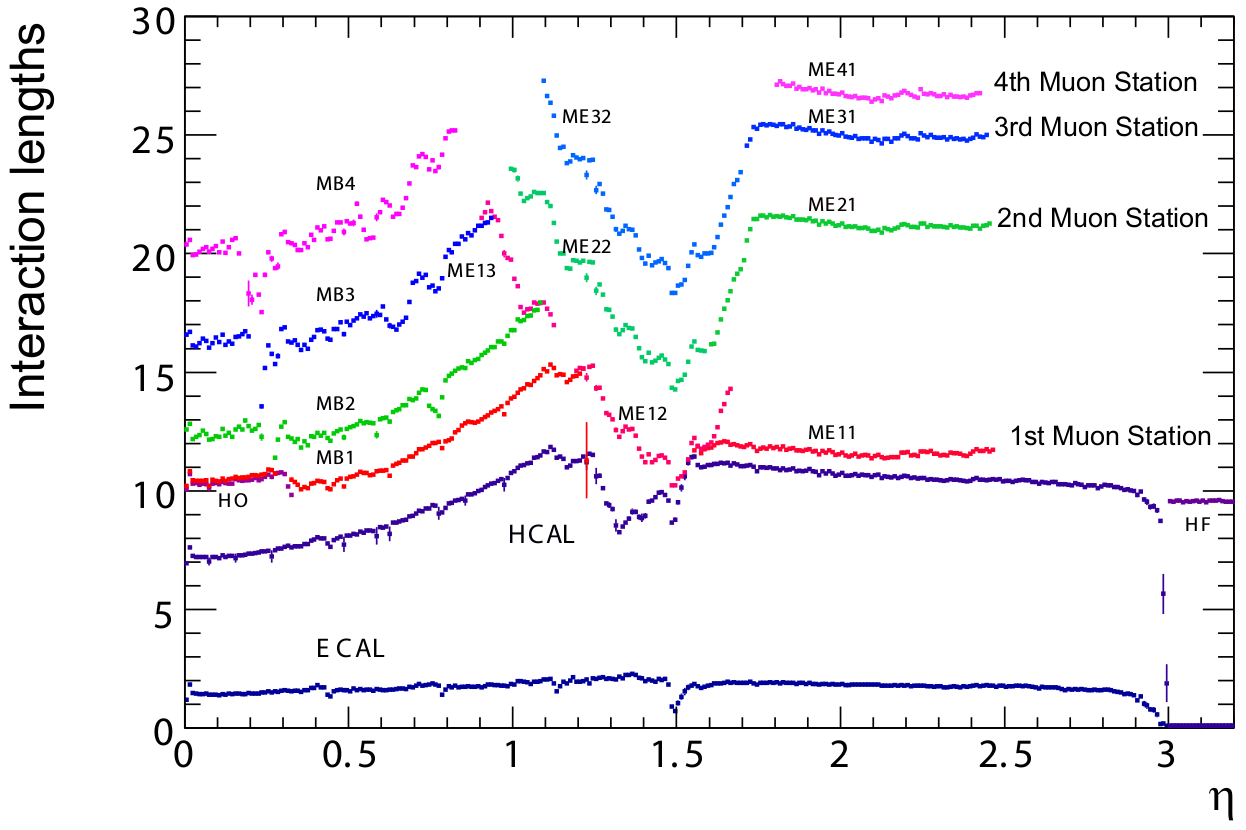 Interaction lengths
30
25
20
15
10
5
0
ME41
4th Muon Station
ME32
ME31
3rd Muon Station
MB4
ME21
2nd Muon Station
ME22
ME13
MB3
MB2
ME12
ME11
1st Muon Station
MB1
HO
HF
HCAL
ECAL
0 0.5 1 1.5 2 2.5 3
η